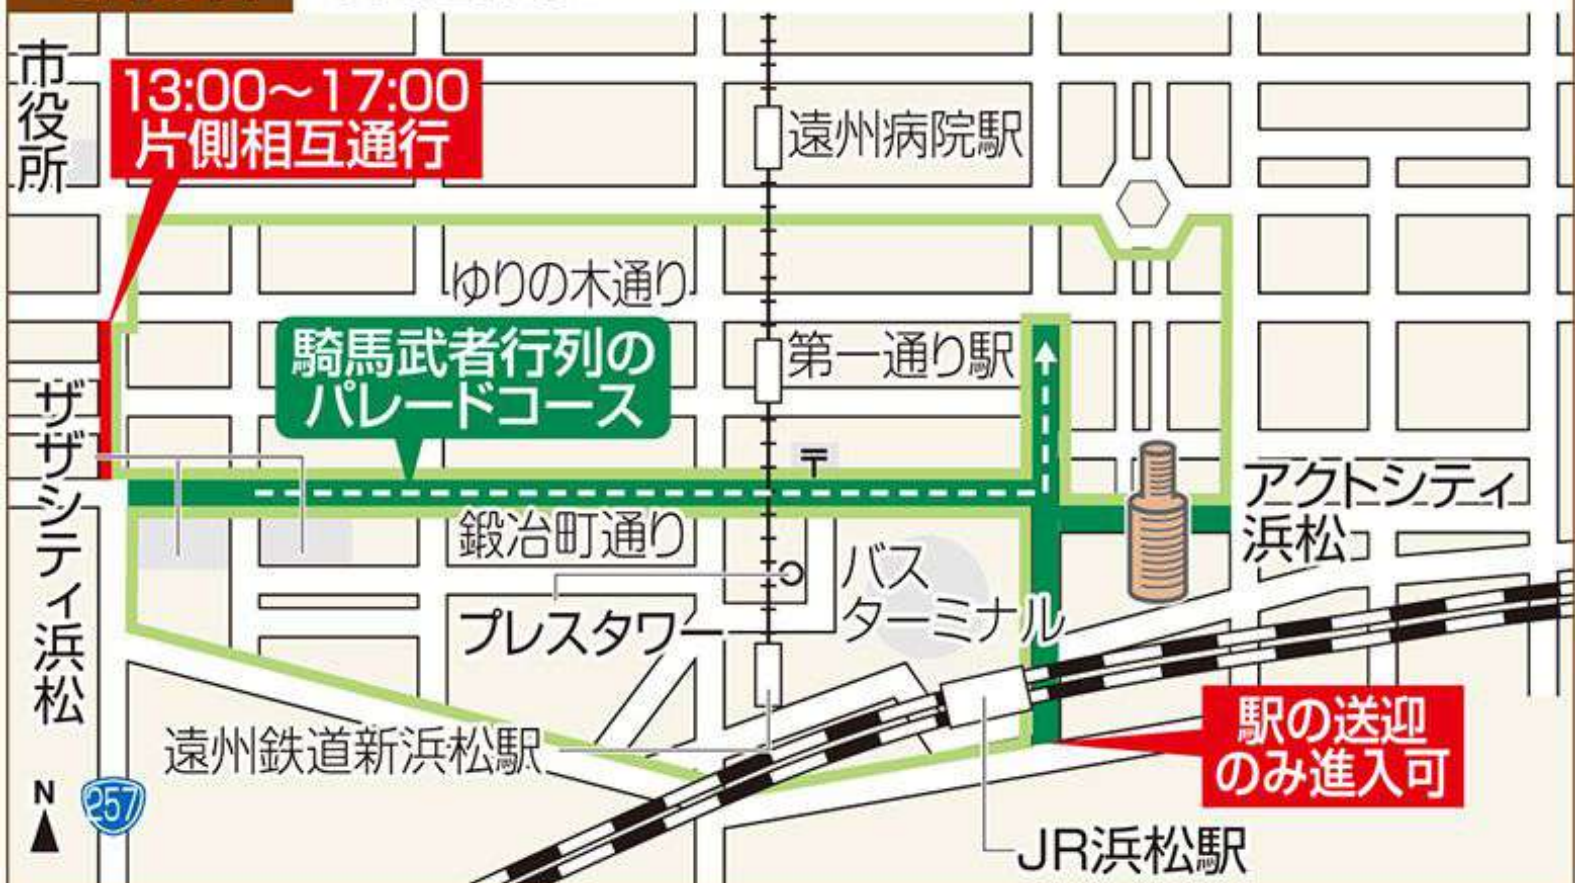 市役所
13:00～17:00
片側相互通行
遠州病院駅
ゆりの木通り
騎馬武者行列の
パレードコース
第一通り駅
〒
ザザシティ浜松
鍛冶町通り
アクトシティ
浜松
バス
ターミナル
プレスタワー
遠州鉄道新浜松駅
駅の送迎
のみ進入可
N
257
JR浜松駅